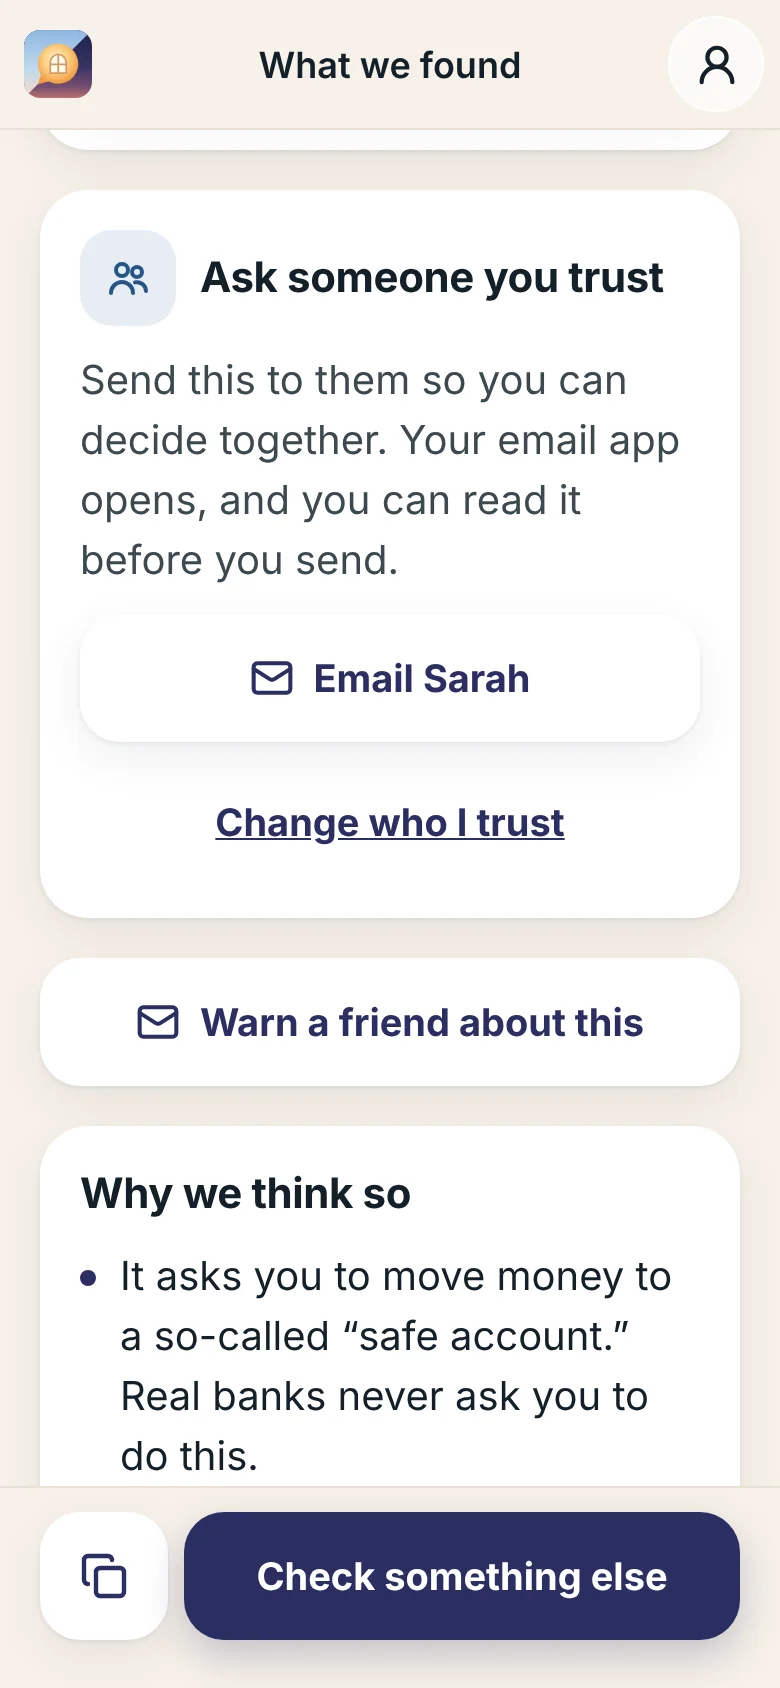 What we found
Ask someone you trust
Send this to them so you can
decide together. Your email app
opens, and you can read it
before you send.
Email Sarah
Change who I trust
Warn a friend about this
Why we think so
• It asks you to move money to
a so-called “safe account.”
Real banks never ask you to
do this.
Check something else